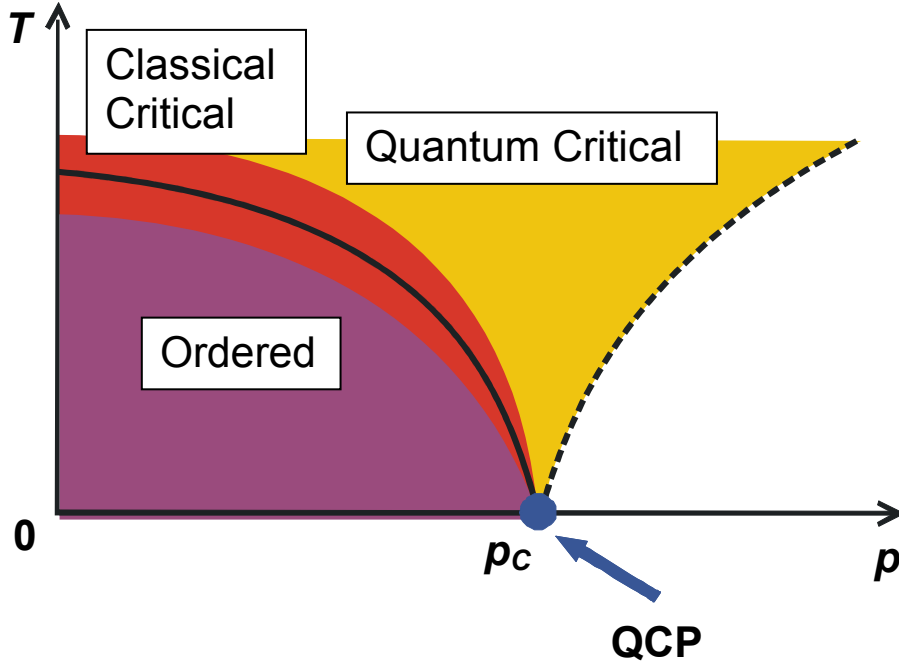 T
Classical
Critical
Quantum Critical
Ordered
0
pC
p
QCP